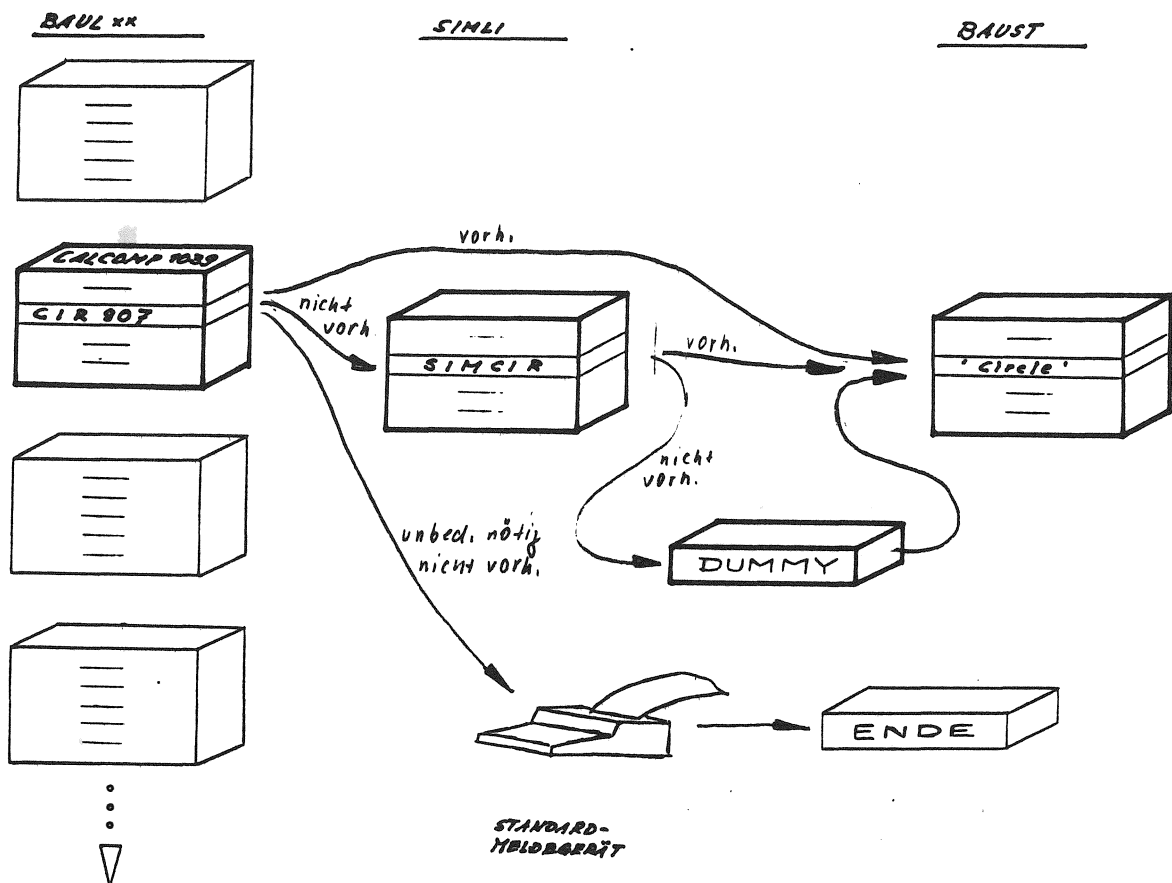 BAUL xx
SIMLI
BAUST
CALCOMP 1039
CIR 907
vorh.
nicht
vorh.
SIMCIR
vorh.
'Circle'
nicht
vorh.
unbed. nötig
nicht vorh.
DUMMY
ENDE
STANDARD-
MELDEGERÄT